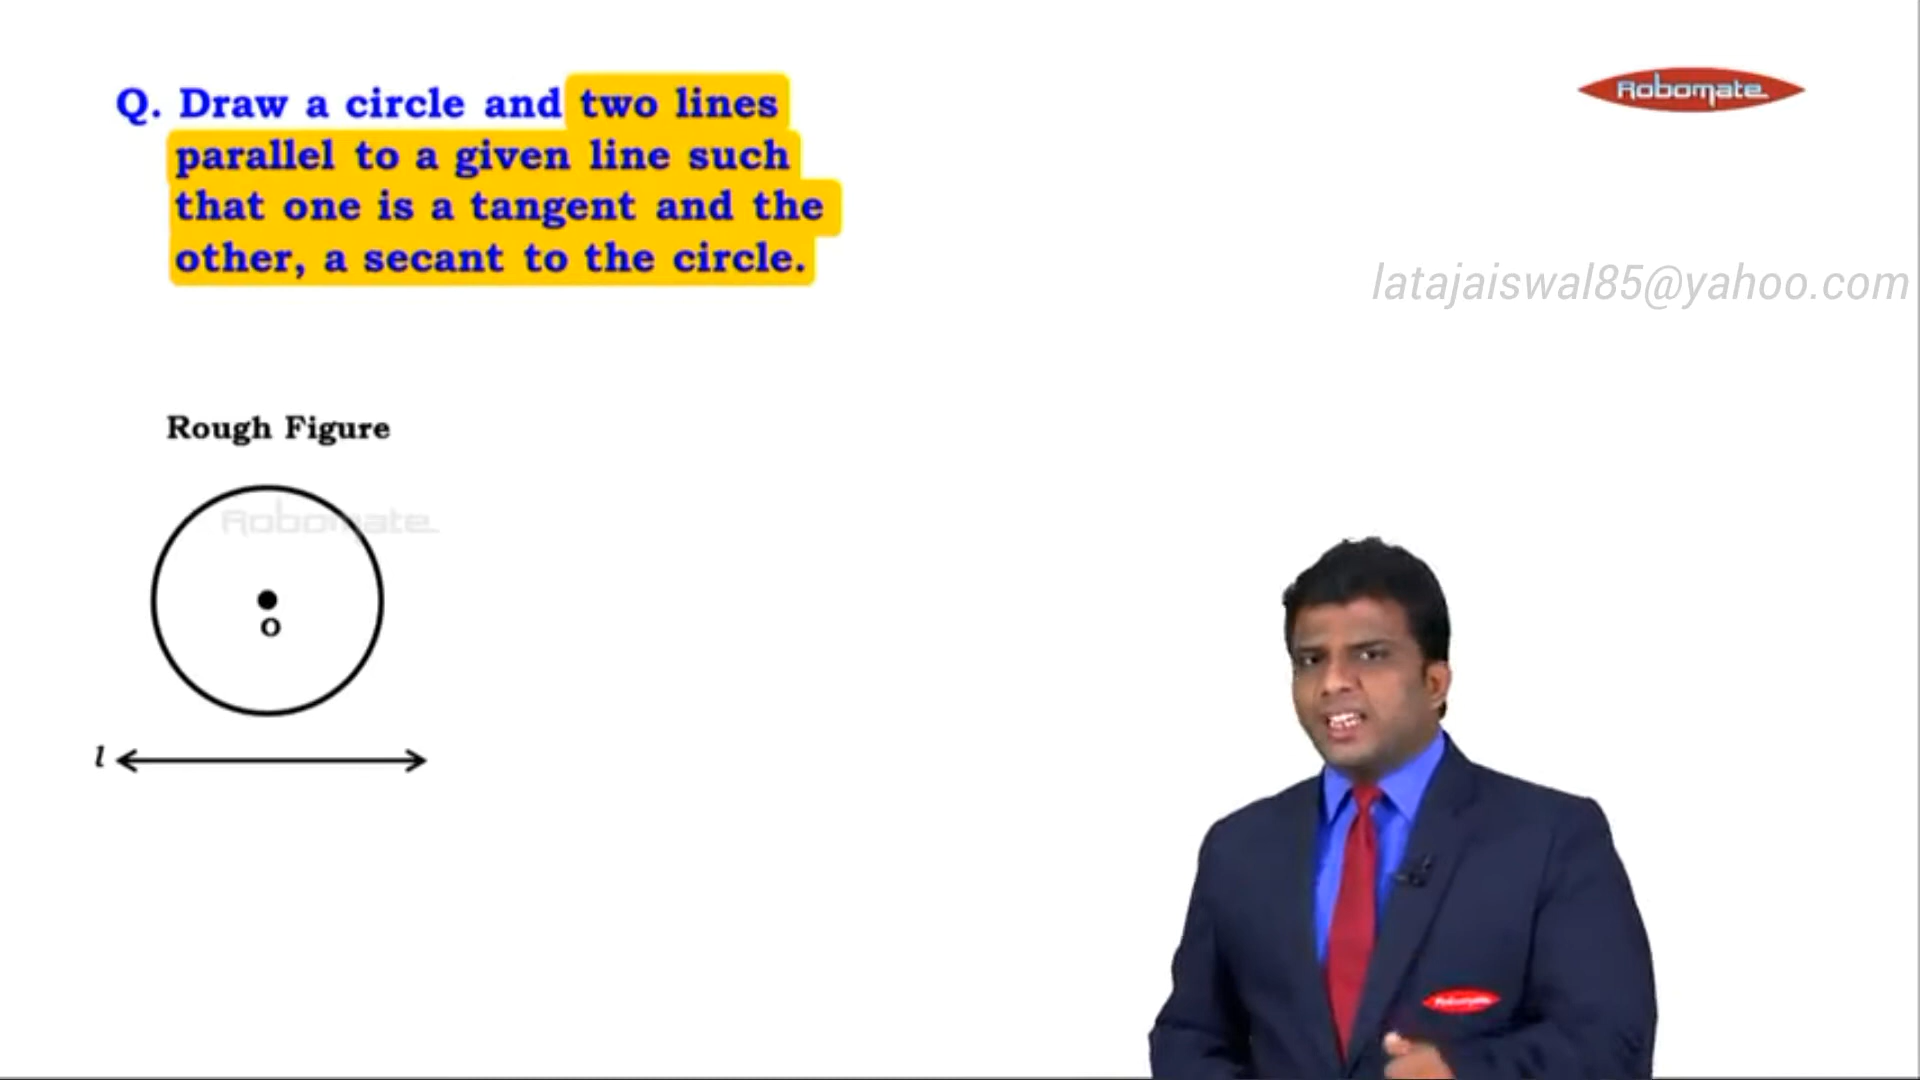 Q. Draw a circle and two lines
parallel to a given line such
that one is a tangent and the
other, a secant to the circle.
Robomate
latajaiswal85@yahoo.com
Rough Figure
Robomate
O
l
Robomate